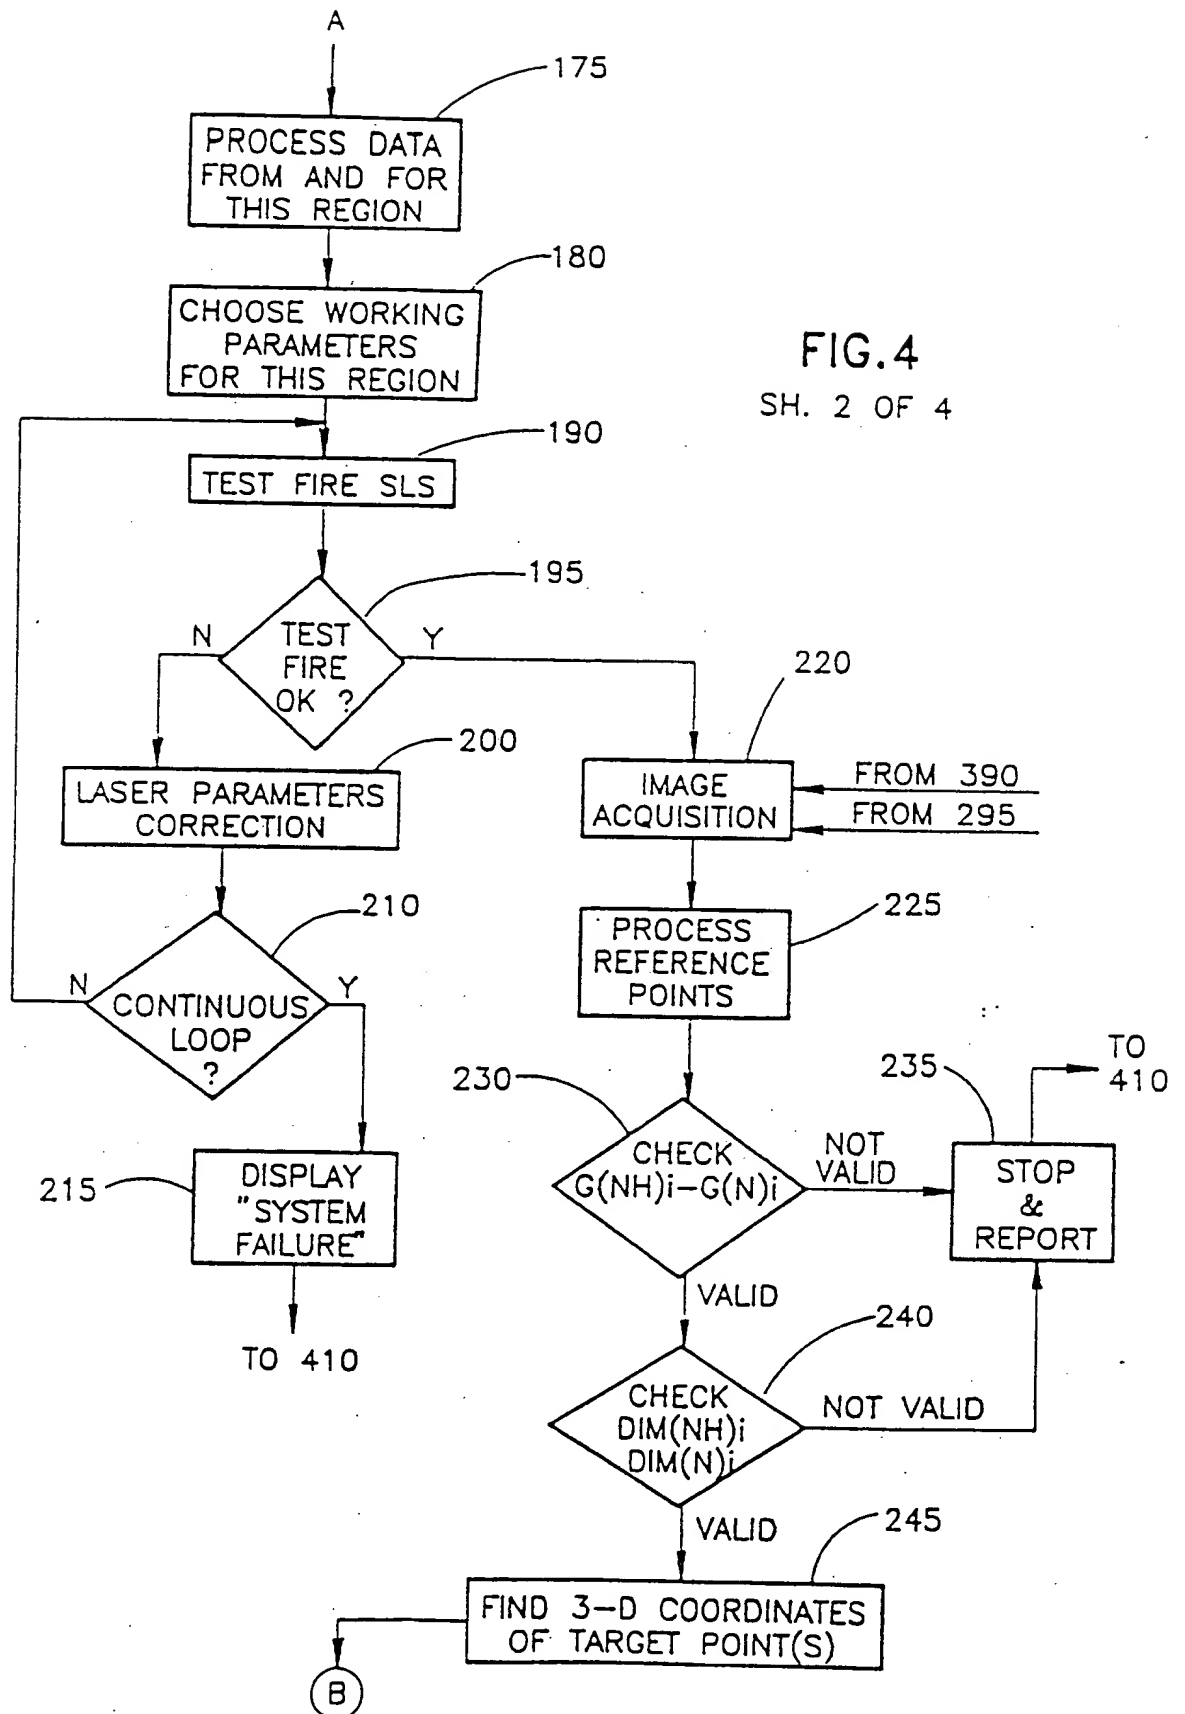 A
175
PROCESS DATA
FROM AND FOR
THIS REGION
180
CHOOSE WORKING
PARAMETERS
FOR THIS REGION
FIG.4
SH. 2 OF 4
190
TEST FIRE SLS
195
TEST
FIRE
OK ?
N
Y
220
200
LASER PARAMETERS
CORRECTION
IMAGE
ACQUISITION
FROM 390
FROM 295
210
CONTINUOUS
LOOP
?
N
Y
225
PROCESS
REFERENCE
POINTS
230
CHECK
G(NH)i-G(N)i
NOT
VALID
235
STOP
&
REPORT
TO
410
215
DISPLAY
"SYSTEM
FAILURE"
TO 410
VALID
240
CHECK
DIM(NH)i
DIM(N)i
NOT VALID
VALID
245
FIND 3-D COORDINATES
OF TARGET POINT(S)
B